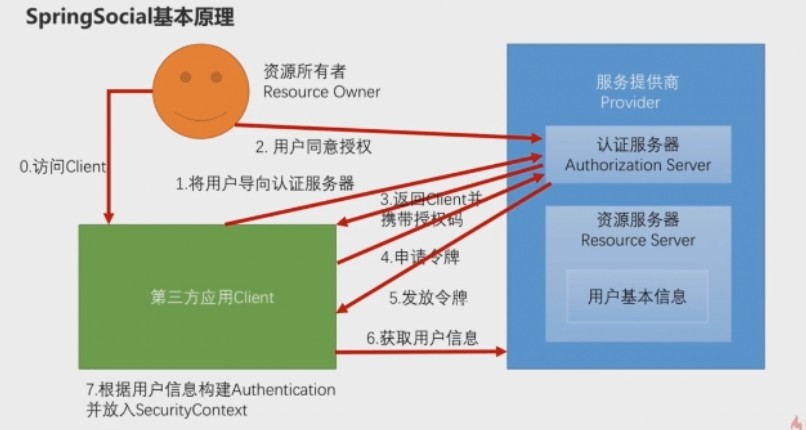 SpringSocial基本原理
资源所有者
Resource Owner
服务提供商
Provider
2. 用户同意授权
认证服务器
Authorization Server
0.访问Client
1.将用户导向认证服务器
3.返回Client并
携带授权码
资源服务器
Resource Server
4.申请令牌
第三方应用Client
5.发放令牌
用户基本信息
6.获取用户信息
7.根据用户信息构建Authentication
并放入SecurityContext